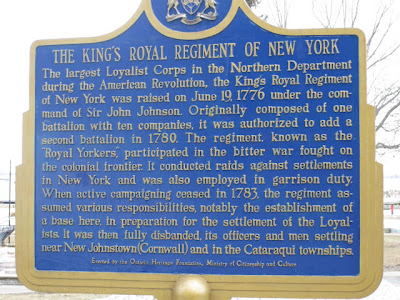 THE KING'S ROYAL REGIMENT OF NEW YORK
The largest Loyalist Corps in the Northern Department
during the American Revolution, the King's Royal Regiment
of New York was raised on June 19, 1776 under the com-
mand of Sir John Johnson. Originally composed of one
battalion with ten companies, it was authorized to add a
second battalion in 1780. The regiment, known as the
"Royal Yorkers," participated in the bitter war fought on
the colonial frontier. It conducted raids against settlements
in New York and was also employed in garrison duty.
When active campaigning ceased in 1783, the regiment as-
sumed various responsibilities, notably the establishment of
a base here, in preparation for the settlement of the Loyal-
ists. It was then fully disbanded, its officers and men settling
near New Johnstown (Cornwall) and in the Cataraqui townships.
Erected by the Ontario Heritage Foundation, Ministry of Citizenship and Culture